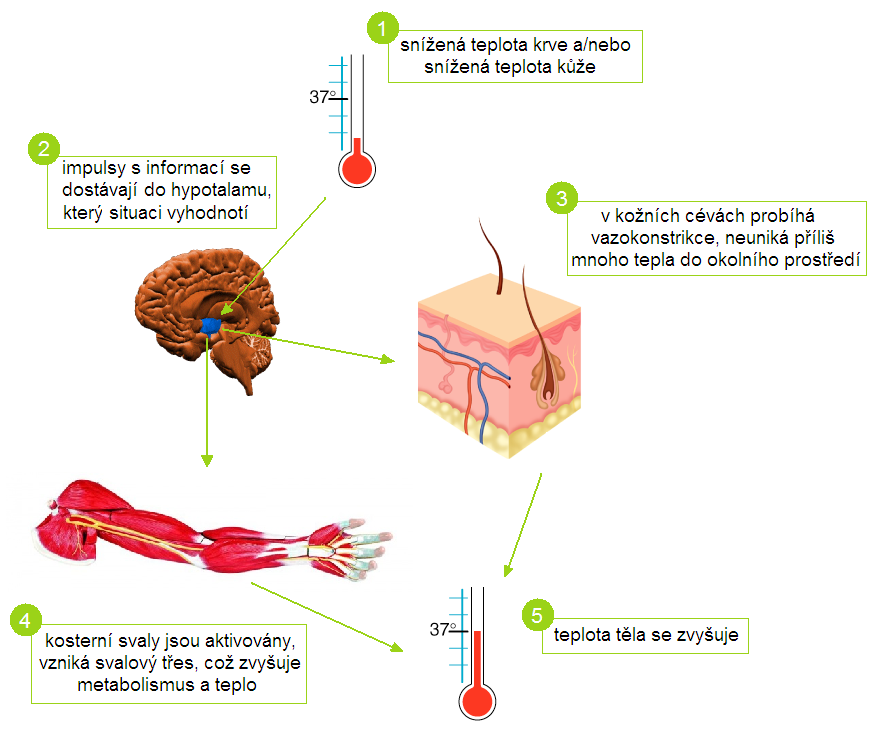 1
snížená teplota krve a/nebo
snížená teplota kůže
37°
2
impulsy s informací se
dostávají do hypotalamu,
který situaci vyhodnotí
3
v kožních cévách probíhá
vazokonstrikce, neuniká příliš
mnoho tepla do okolního prostředí
4
kosterní svaly jsou aktivovány,
vzniká svalový třes, což zvyšuje
metabolismus a teplo
37°
5
teplota těla se zvyšuje